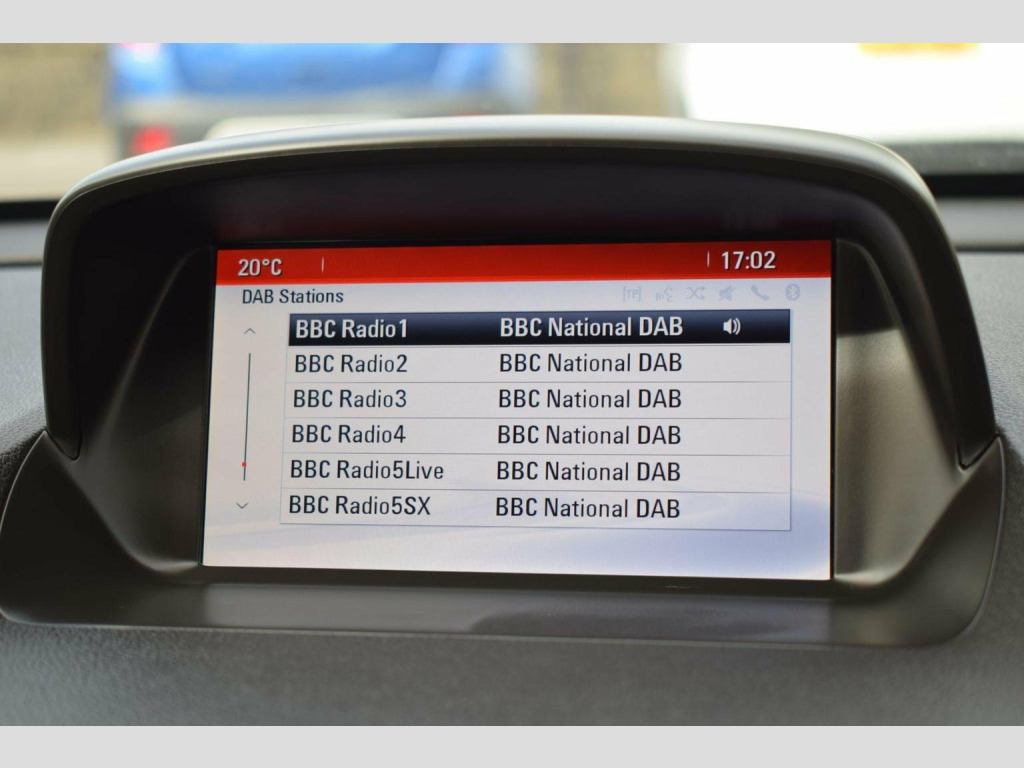 20°C 17:02
DAB Stations [TP]
BBC Radio1 BBC National DAB
BBC Radio2 BBC National DAB
BBC Radio3 BBC National DAB
BBC Radio4 BBC National DAB
BBC Radio5Live BBC National DAB
BBC Radio5SX BBC National DAB